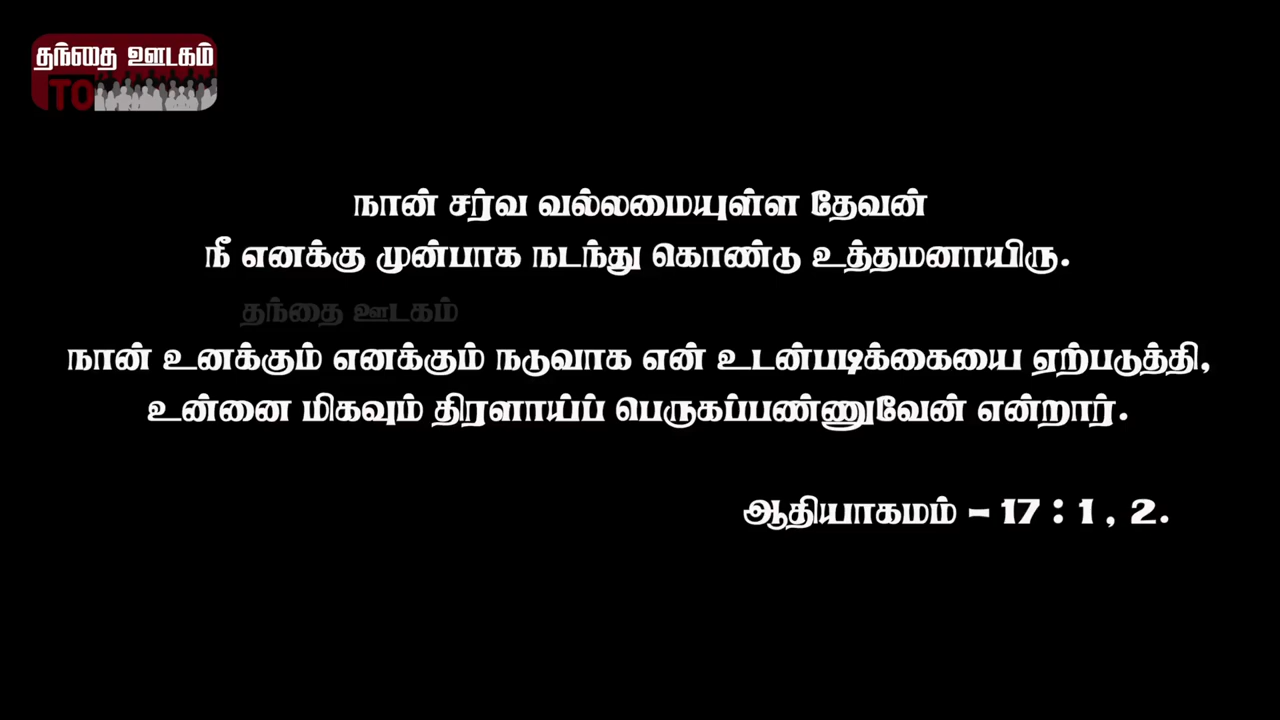 தந்தை ஊடகம்
TO
நான் சர்வ வல்லமையுள்ள தேவன்
நீ எனக்கு முன்பாக நடந்து கொண்டு உத்தமனாயிரு.
தந்தை ஊடகம்
நான் உனக்கும் எனக்கும் நடுவாக என் உடன்படிக்கையை ஏற்படுத்தி,
உன்னை மிகவும் திரளாய்ப் பெருகப்பண்ணுவேன் என்றார்.
ஆதியாகமம் - 17 : 1 , 2.